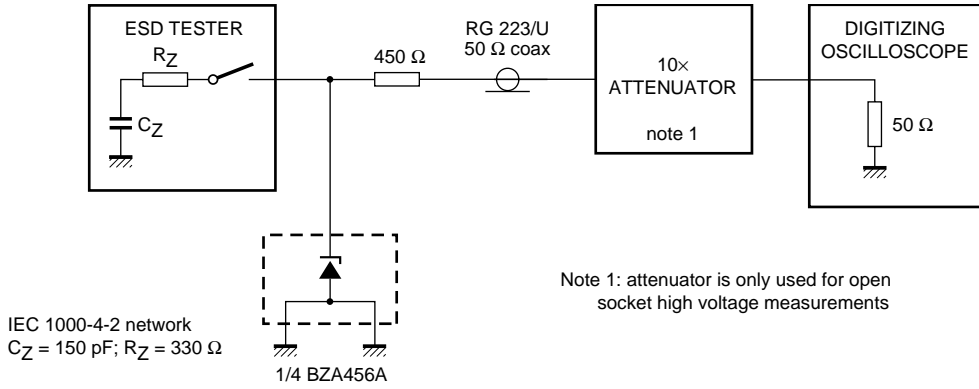 ESD TESTER
RZ
CZ
450 Ω
RG 223/U
50 Ω coax
10×
ATTENUATOR
note 1
DIGITIZING
OSCILLOSCOPE
50 Ω
Note 1: attenuator is only used for open
socket high voltage measurements
IEC 1000-4-2 network
CZ = 150 pF; RZ = 330 Ω
1/4 BZA456A